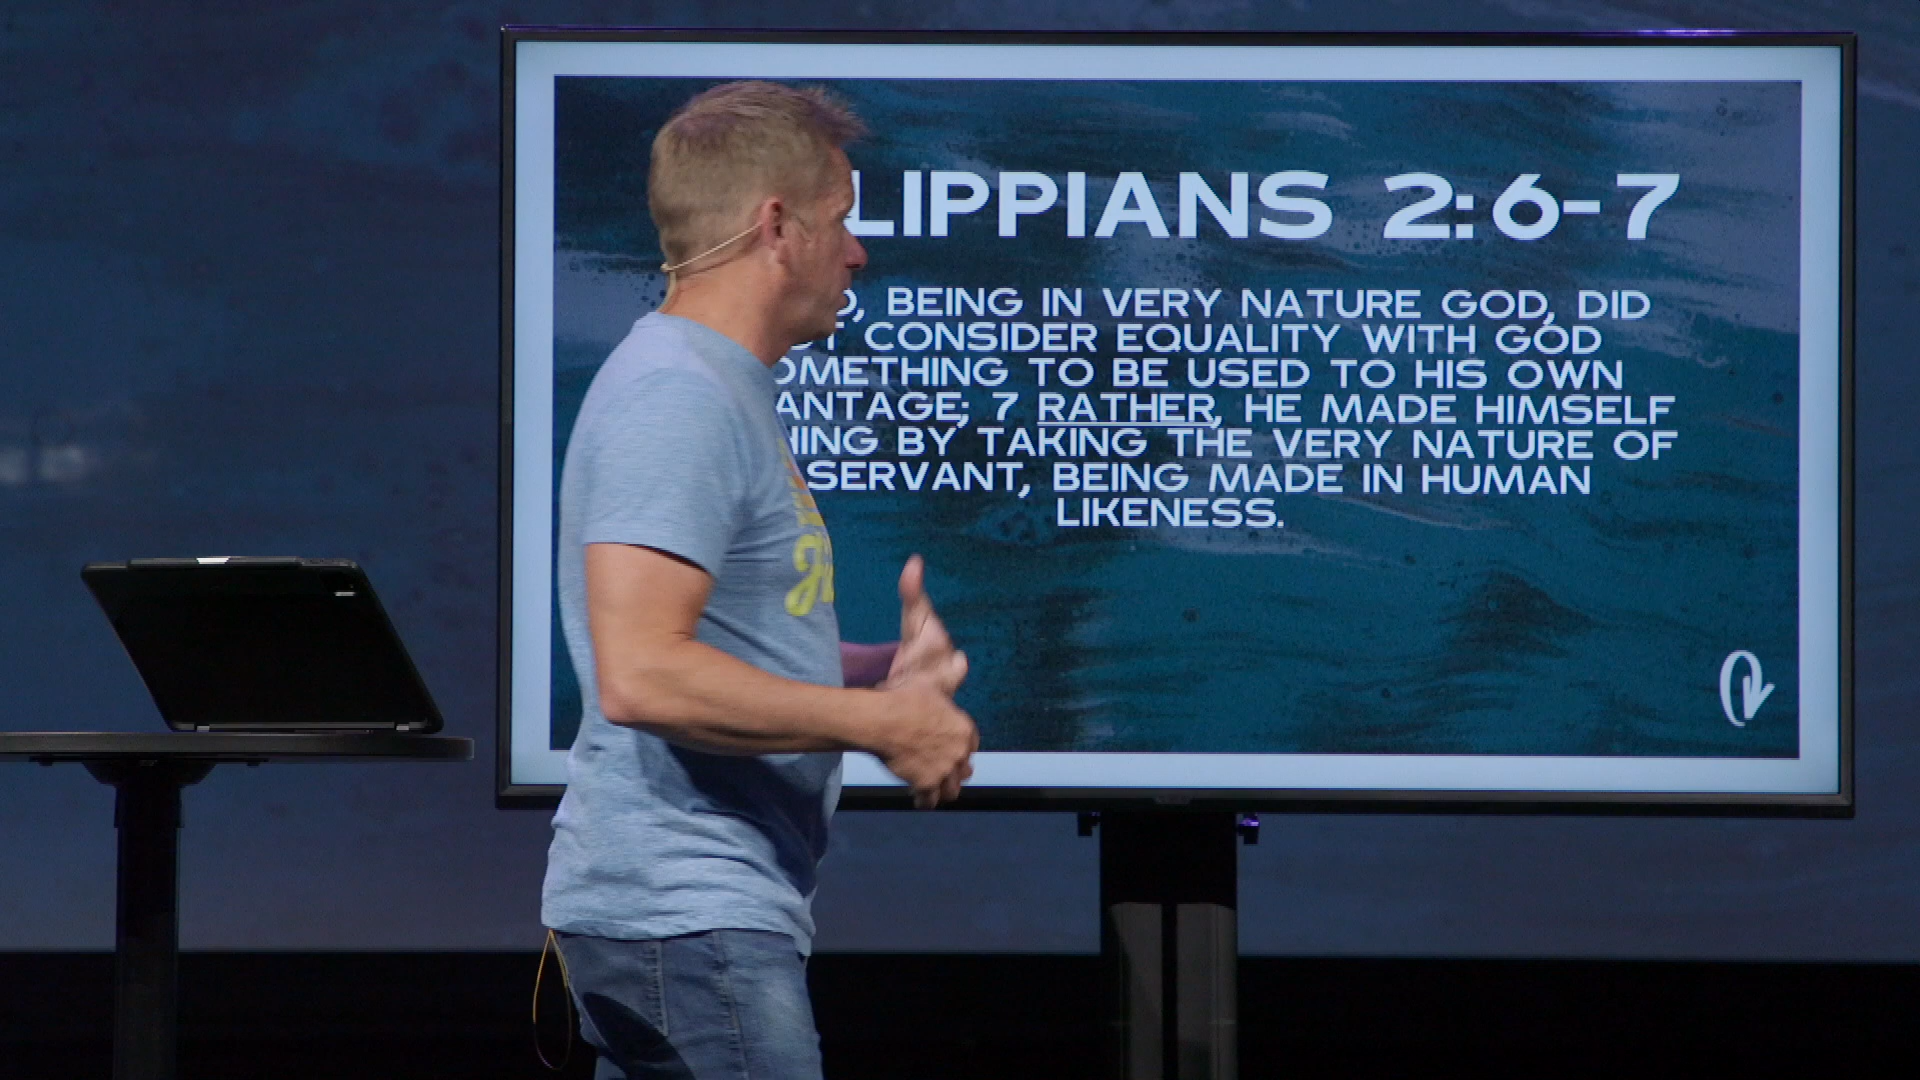 LIPPIANS 2:6-7
BEING IN VERY NATURE GOD, DID
CONSIDER EQUALITY WITH GOD
OMETHING TO BE USED TO HIS OWN
ANTAGE; 7 RATHER, HE MADE HIMSELF
HING BY TAKING THE VERY NATURE OF
SERVANT, BEING MADE IN HUMAN
LIKENESS.